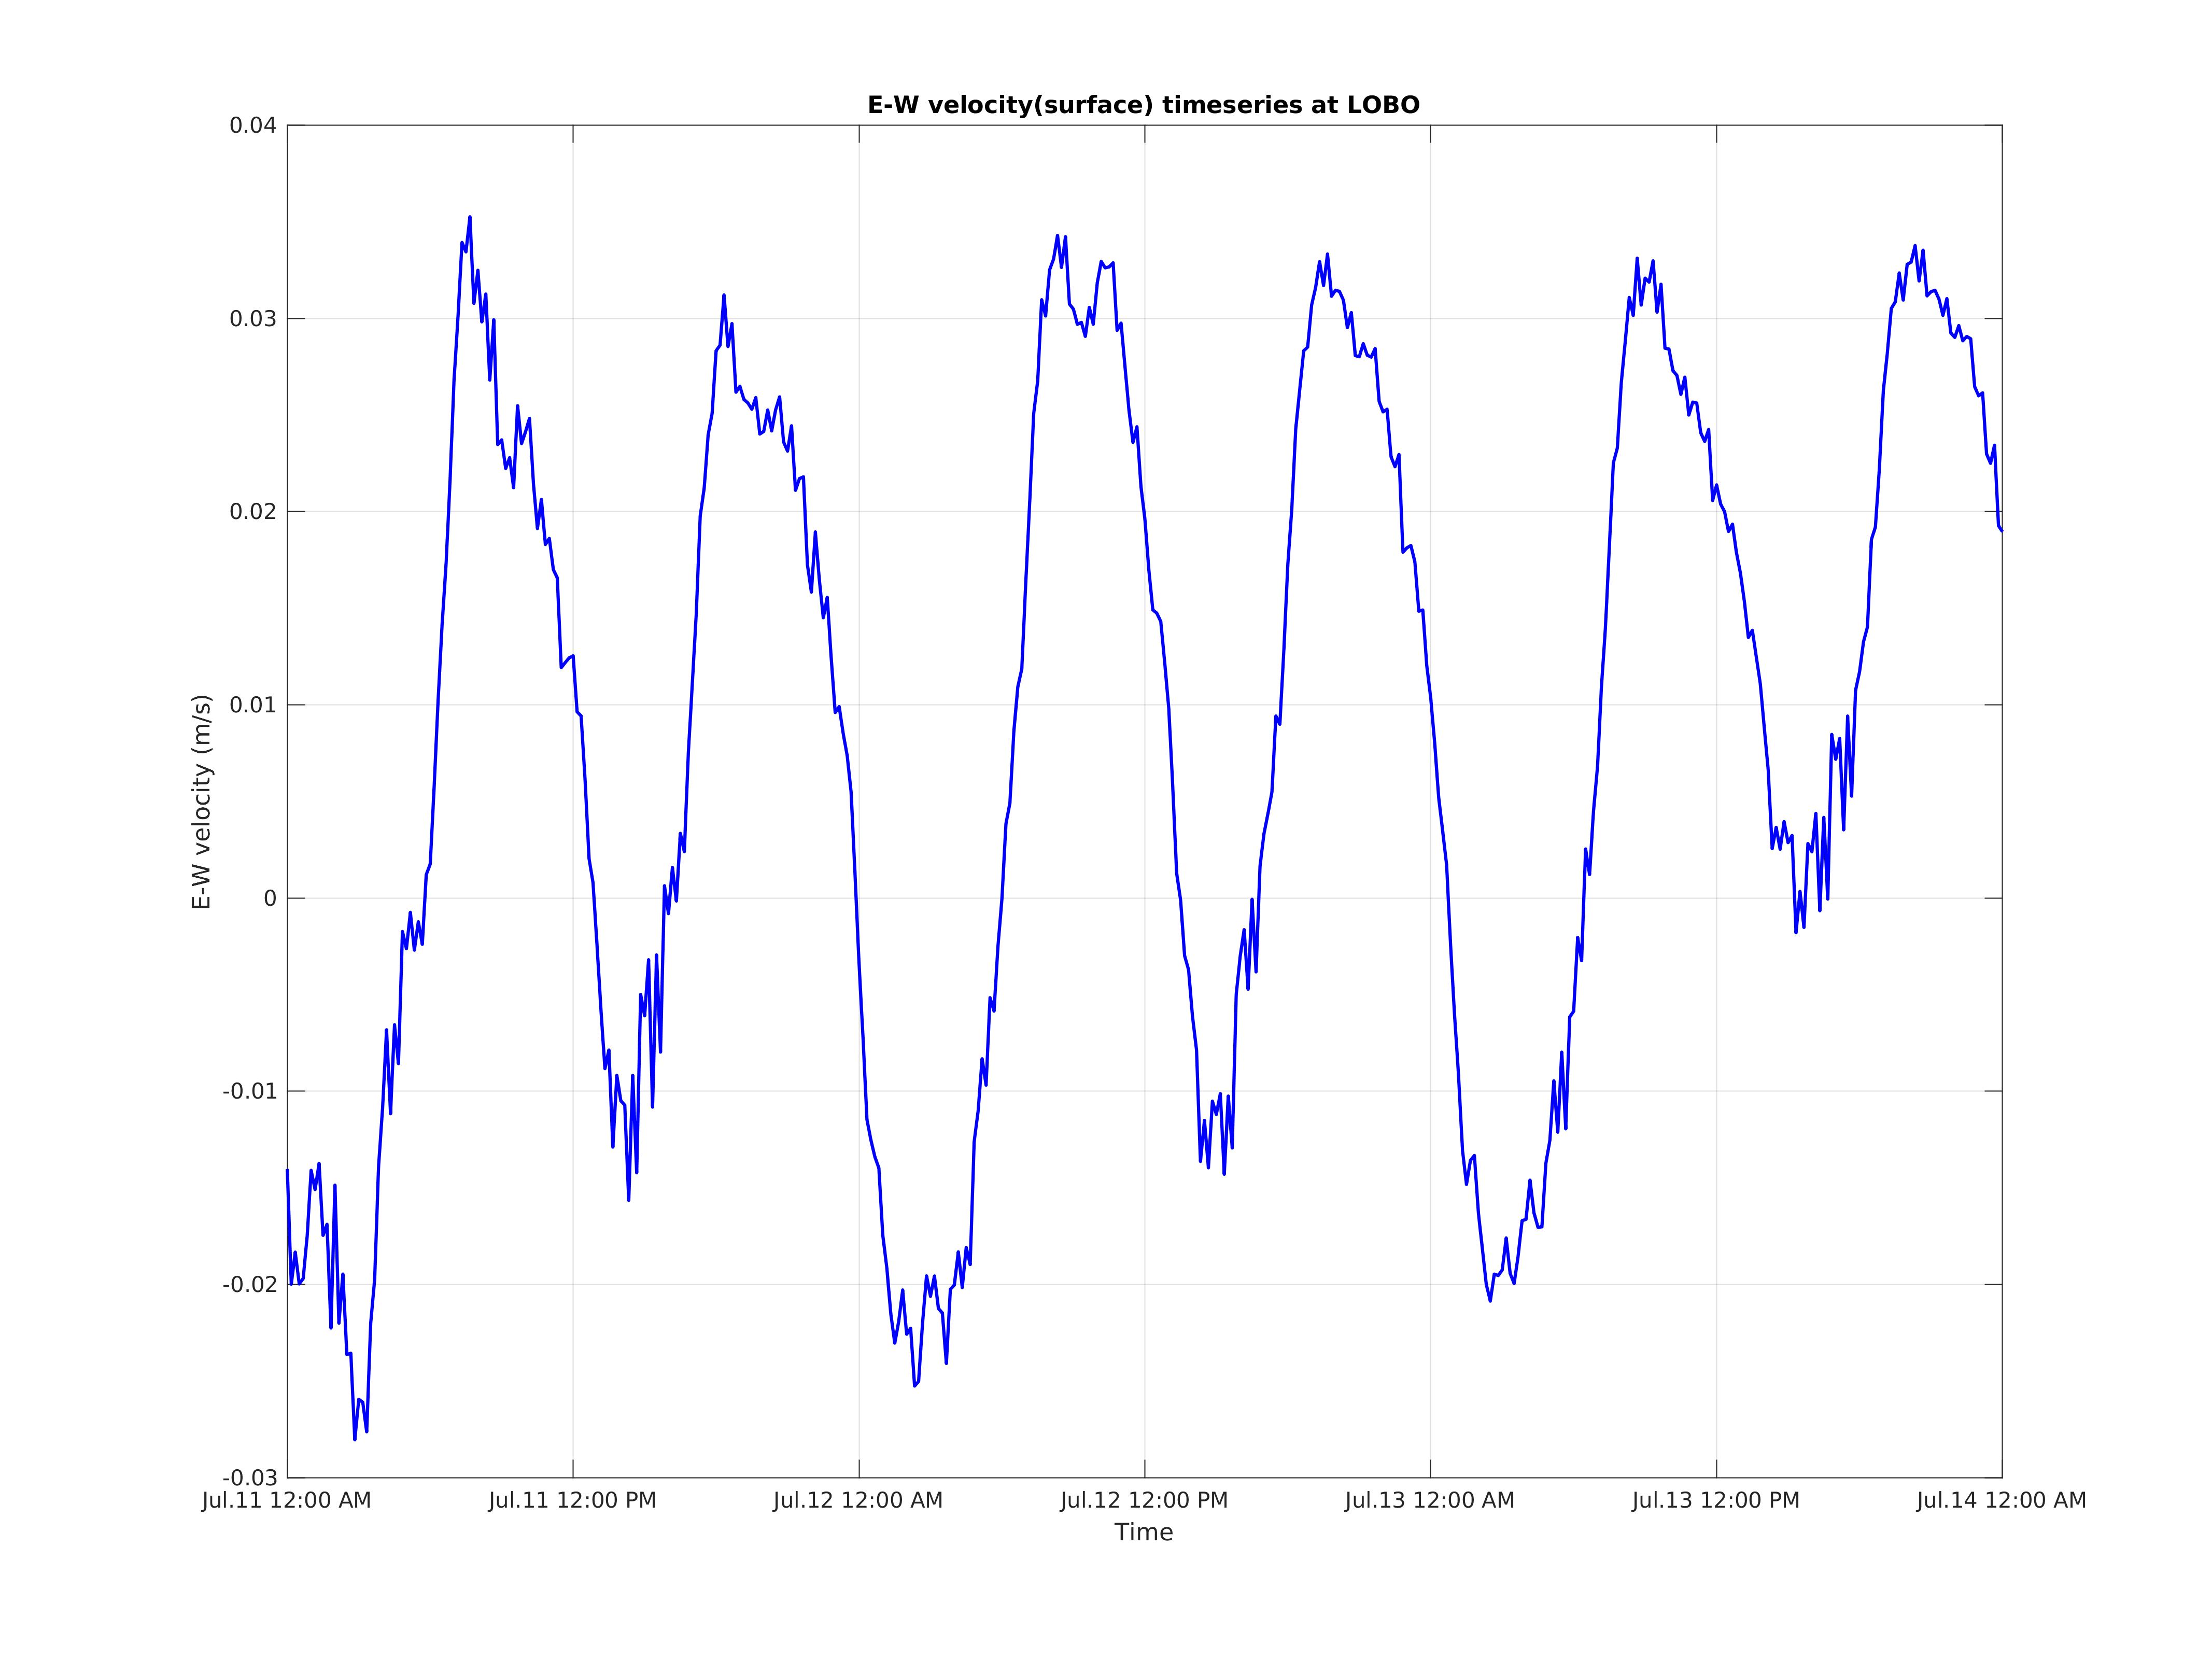 E-W velocity(surface) timeseries at LOBO
0.04
0.03
0.02
0.01
0
-0.01
-0.02
-0.03
E-W velocity (m/s)
Jul.11 12:00 AM
Jul.11 12:00 PM
Jul.12 12:00 AM
Jul.12 12:00 PM
Jul.13 12:00 AM
Jul.13 12:00 PM
Jul.14 12:00 AM
Time